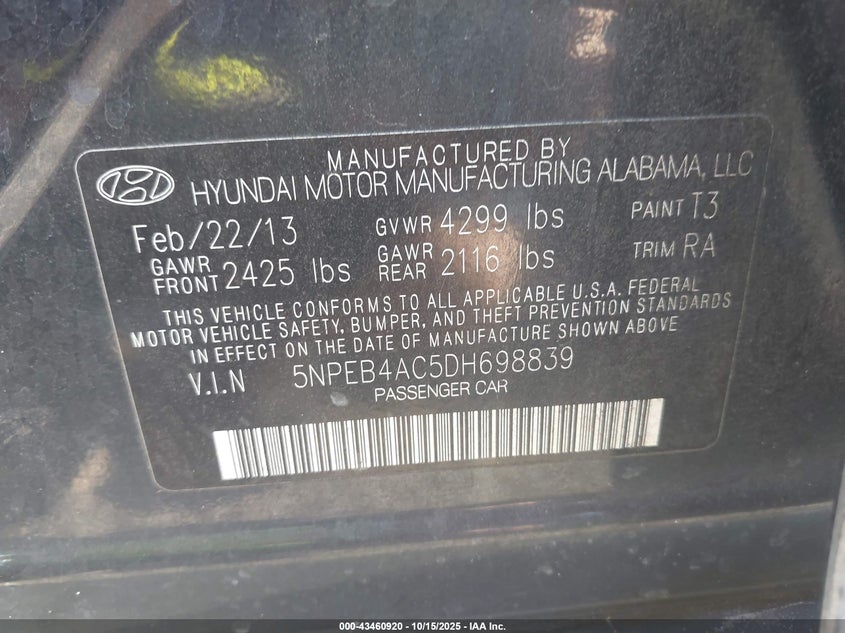 MANUFACTURED BY
HYUNDAI MOTOR MANUFACTURING ALABAMA, LLC
Feb/22/13 GVWR 4299 lbs PAINT T3
GAWR FRONT 2425 lbs GAWR REAR 2116 lbs TRIM RA
THIS VEHICLE CONFORMS TO ALL APPLICABLE U.S.A. FEDERAL
MOTOR VEHICLE SAFETY, BUMPER, AND THEFT PREVENTION STANDARDS
IN EFFECT ON THE DATE OF MANUFACTURE SHOWN ABOVE
V.I.N 5NPEB4AC5DH698839
PASSENGER CAR
000-43460920 - 10/15/2025 - IAA Inc.